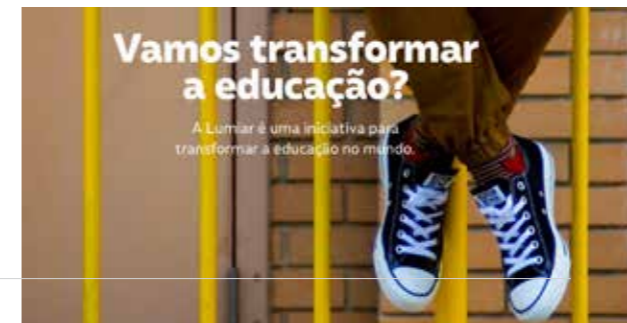 Vamos transformar
a educação?
A Lumiar é uma iniciativa para
transformar a educação no mundo.